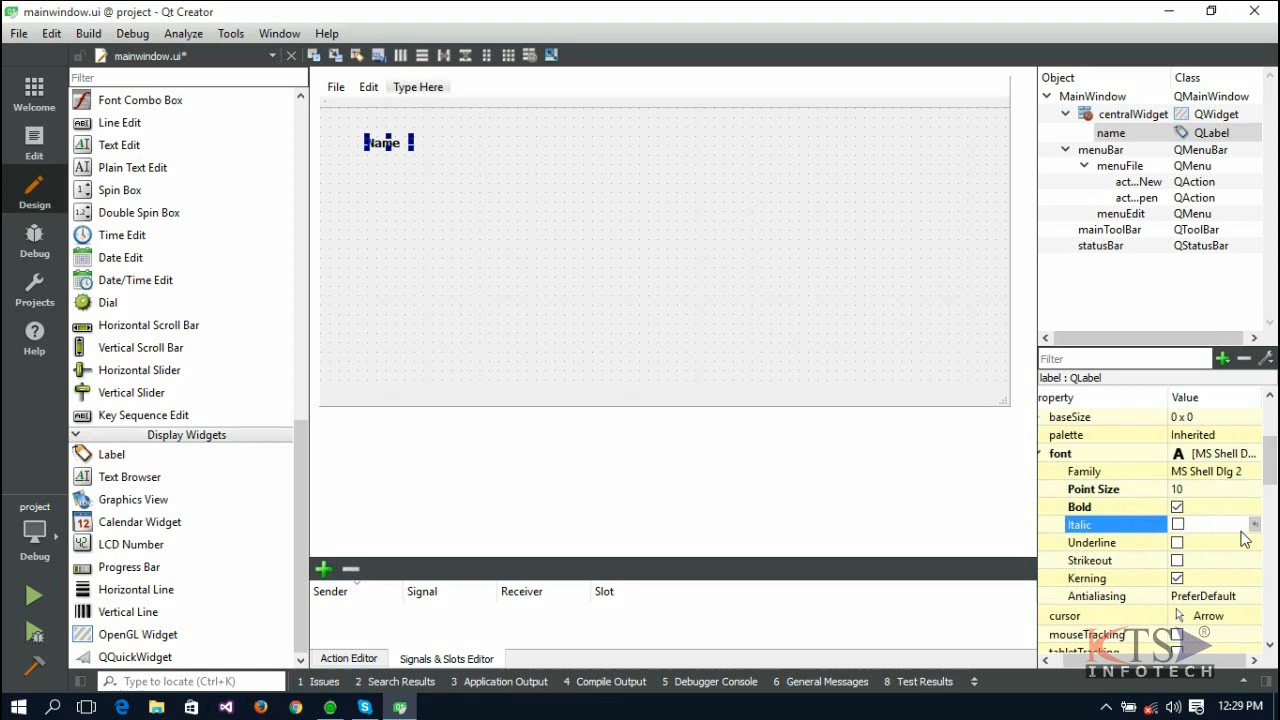 mainwindow.ui @ project - Qt Creator
File Edit Build Debug Analyze Tools Window Help
mainwindow.ui*
Welcome
Edit
Design
Debug
Projects
Help
project
Debug
Filter
Font Combo Box
Line Edit
Text Edit
Plain Text Edit
Spin Box
Double Spin Box
Time Edit
Date Edit
Date/Time Edit
Dial
Horizontal Scroll Bar
Vertical Scroll Bar
Horizontal Slider
Vertical Slider
Key Sequence Edit
Display Widgets
Label
Text Browser
Graphics View
Calendar Widget
LCD Number
Progress Bar
Horizontal Line
Vertical Line
OpenGL Widget
QQuickWidget
File Edit Type Here
Name
Sender Signal Receiver Slot
Action Editor Signals & Slots Editor
Object Class
MainWindow QMainWindow
centralWidget QWidget
name QLabel
menuBar QMenuBar
menuFile QMenu
act...New QAction
act...pen QAction
menuEdit QMenu
mainToolBar QToolBar
statusBar QStatusBar
Filter
label : QLabel
roperty Value
baseSize 0 x 0
palette Inherited
font A [MS Shell D...
Family MS Shell Dlg 2
Point Size 10
Bold
Italic
Underline
Strikeout
Kerning
Antialiasing PreferDefault
cursor Arrow
mouseTracking
tabletTracking
KTS®
INFOTECH
Type to locate (Ctrl+K) 1 Issues 2 Search Results 3 Application Output 4 Compile Output 5 Debugger Console 6 General Messages 8 Test Results
12:29 PM